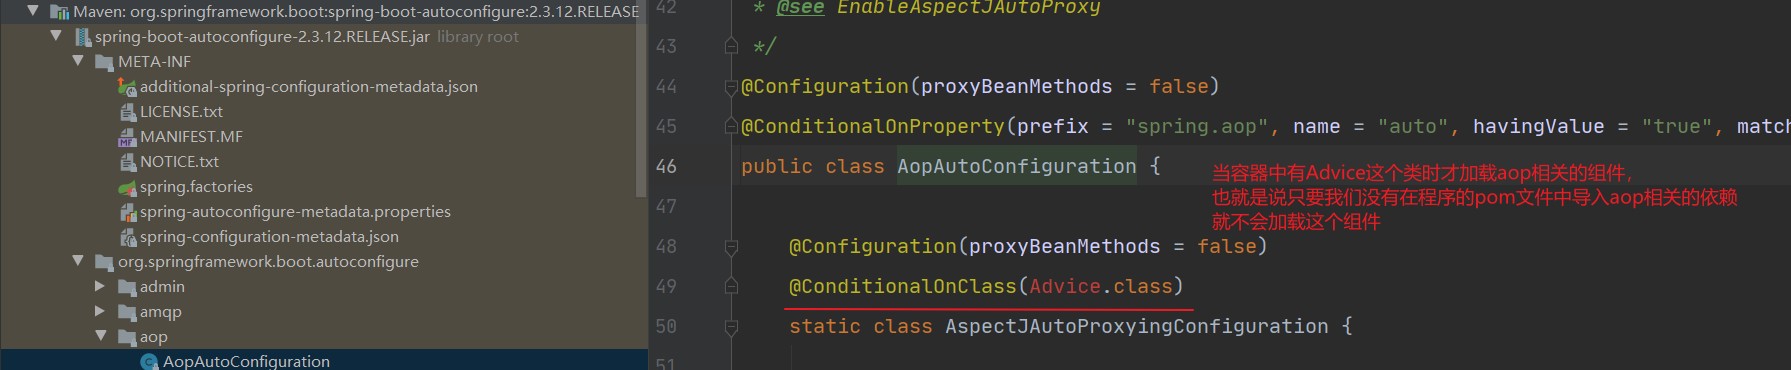 Maven: org.springframework.boot:spring-boot-autoconfigure:2.3.12.RELEASE
spring-boot-autoconfigure-2.3.12.RELEASE.jar library root
META-INF
additional-spring-configuration-metadata.json
LICENSE.txt
MANIFEST.MF
NOTICE.txt
spring.factories
spring-autoconfigure-metadata.properties
spring-configuration-metadata.json
org.springframework.boot.autoconfigure
admin
amqp
aop
AopAutoConfiguration
42 * @see EnableAspectJAutoProxy
43 */
44 @Configuration(proxyBeanMethods = false)
45 @ConditionalOnProperty(prefix = "spring.aop", name = "auto", havingValue = "true", match
46 public class AopAutoConfiguration {
当容器中有Advice这个类时才加载aop相关的组件,
也就是说只要我们没有在程序的pom文件中导入aop相关的依赖
就不会加载这个组件
47
48 @Configuration(proxyBeanMethods = false)
49 @ConditionalOnClass(Advice.class)
50 static class AspectJAutoProxyingConfiguration {
51